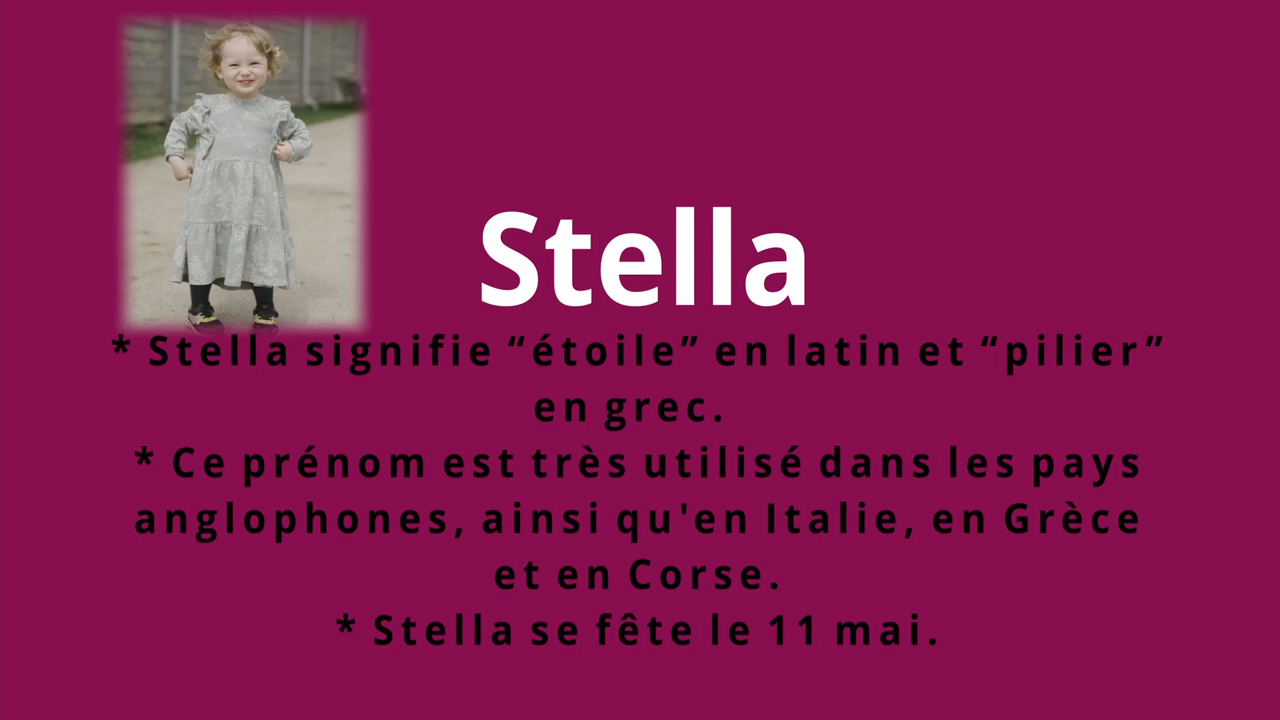 Stella
* Stella signifie “étoile” en latin et “pilier”
en grec.
* Ce prénom est très utilisé dans les pays
anglophones, ainsi qu'en Italie, en Grèce
et en Corse.
* Stella se fête le 11 mai.